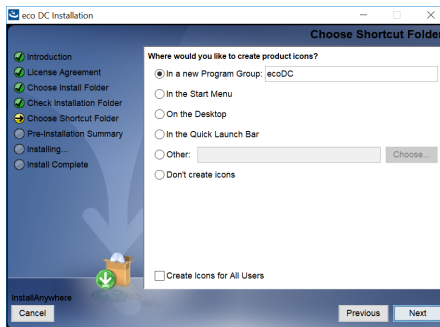 eco DC Installation
Choose Shortcut Folder
Introduction
License Agreement
Choose Install Folder
Check Installation Folder
Choose Shortcut Folder
Pre-Installation Summary
Installing...
Install Complete
Where would you like to create product icons?
In a new Program Group: ecoDC
In the Start Menu
On the Desktop
In the Quick Launch Bar
Other: Choose...
Don't create icons
Create Icons for All Users
InstallAnywhere
Cancel Previous Next